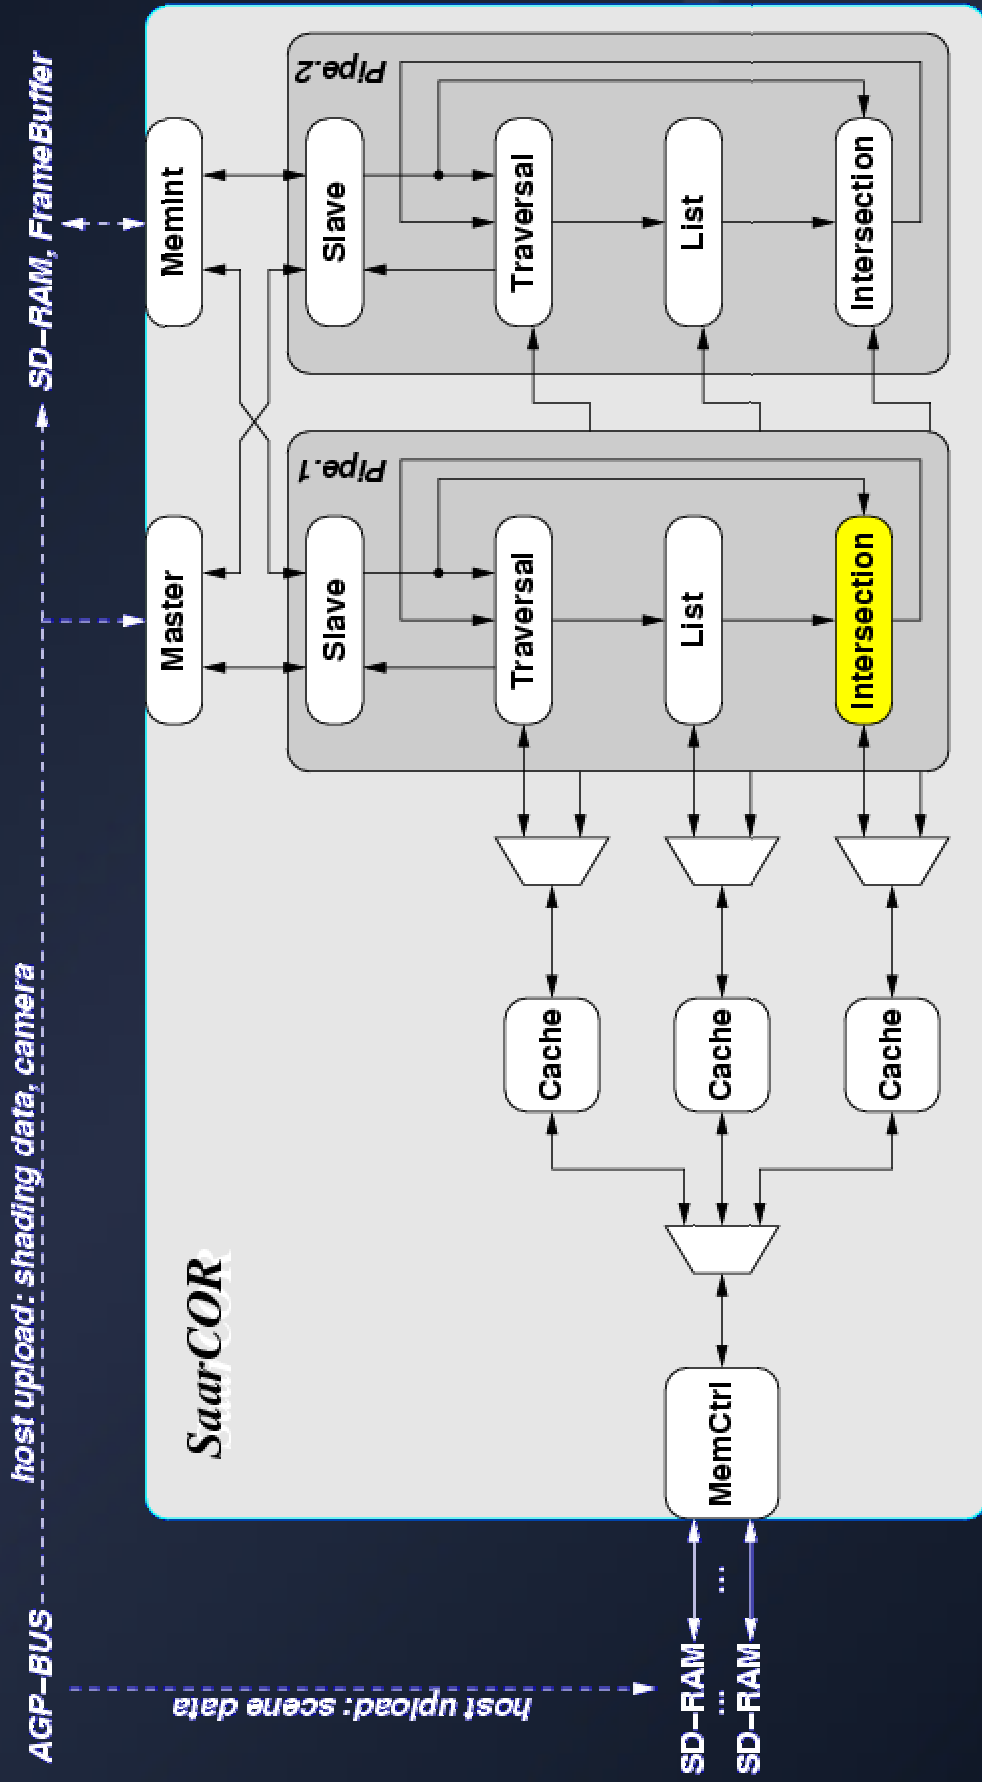 AGP-BUS
host upload: shading data, camera
SD-RAM, FrameBuffer
host upload: scene data
SaarCOR
Master
MemInt
Pipe.1
Slave
Traversal
List
Intersection
Pipe.2
Slave
Traversal
List
Intersection
Cache
Cache
Cache
MemCtrl
SD-RAM
... ...
SD-RAM